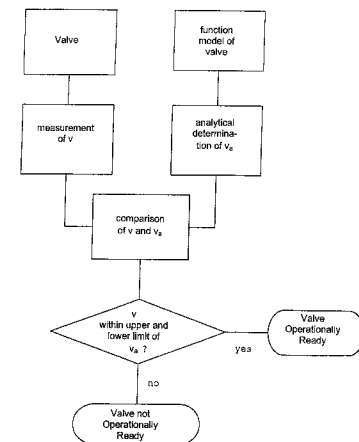 Valve
function
model of
valve
measurement
of v
analytical
determina-
tion of vₐ
comparison
of v and vₐ
v
within upper and
lower limit of
vₐ ?
yes
Valve
Operationally
Ready
no
Valve not
Operationally
Ready